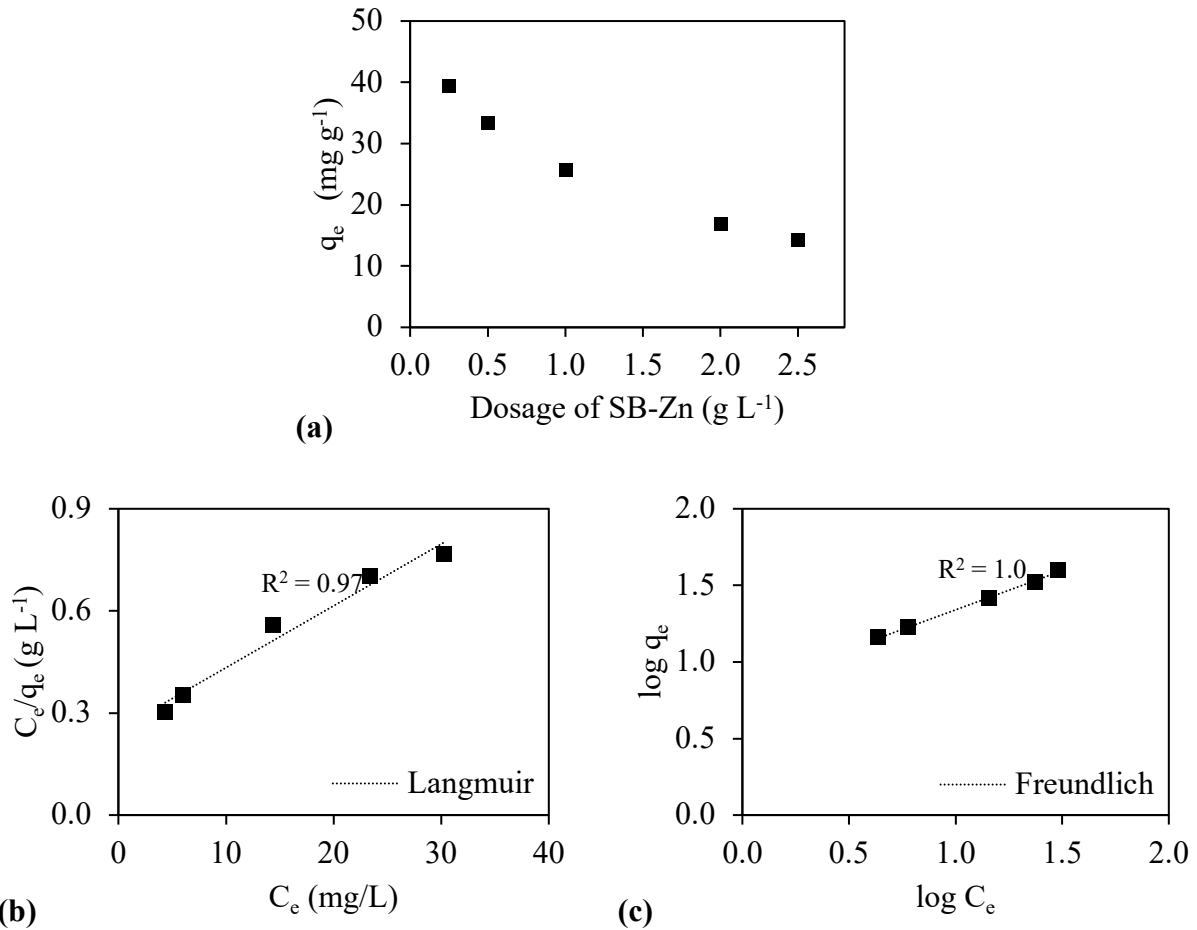 50
40
30
20
10
0
qₑ (mg g⁻¹)
0.0 0.5 1.0 1.5 2.0 2.5
Dosage of SB-Zn (g L⁻¹)
(a)
0.9
0.6
0.3
0.0
Cₑ/qₑ (g L⁻¹)
R² = 0.97
Langmuir
0 10 20 30 40
Cₑ (mg/L)
(b)
2.0
1.5
1.0
0.5
0.0
log qₑ
R² = 1.0
Freundlich
0.0 0.5 1.0 1.5 2.0
log Cₑ
(c)